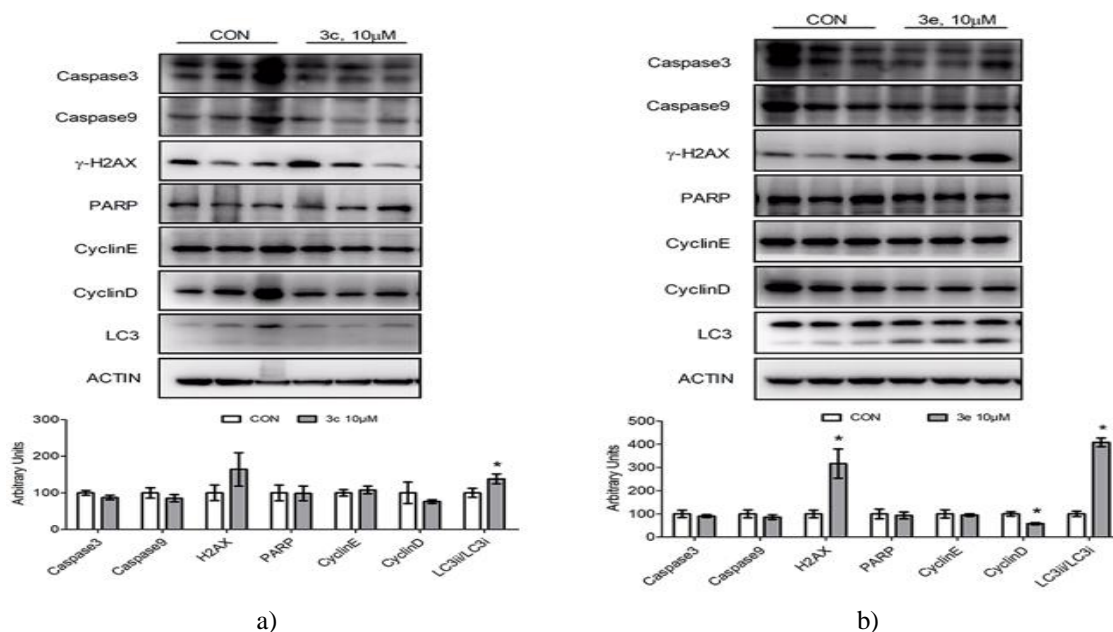 CON 3c, 10µM
Caspase3
Caspase9
γ-H2AX
PARP
CyclinE
CyclinD
LC3
ACTIN
CON 3c 10µM
Arbitrary Units
300
200
100
0
Caspase3
Caspase9
H2AX
PARP
CyclinE
CyclinD
LC3ii/LC3i
*
a)
CON 3e, 10µM
Caspase3
Caspase9
γ-H2AX
PARP
CyclinE
CyclinD
LC3
ACTIN
CON 3e 10µM
Arbitrary Units
500
400
300
200
100
0
Caspase3
Caspase9
H2AX
PARP
CyclinE
CyclinD
LC3ii/LC3i
*
*
*
b)